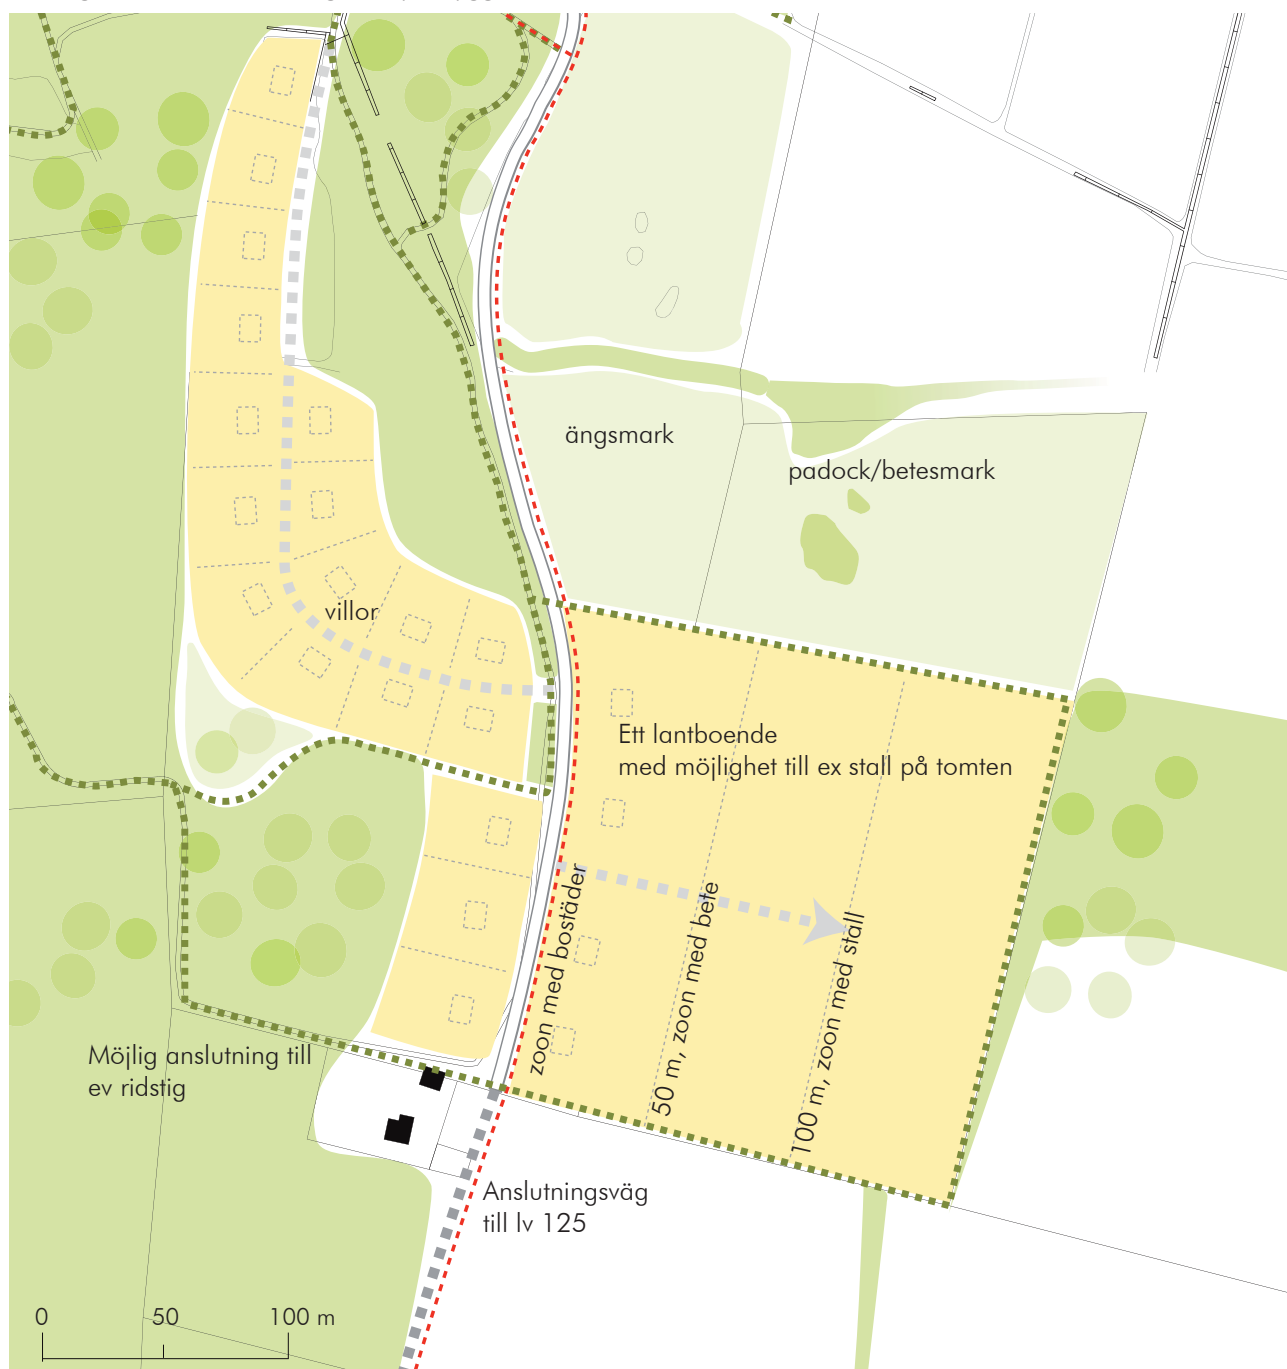 ängsmark
padock/betesmark
villor
Ett lantboende
med möjlighet till ex stall på tomten
zoon med bostäder
50 m, zoon med bete
100 m, zoon med stall
Möjlig anslutning till
ev ridstig
Anslutningsväg
till lv 125
0 50 100 m